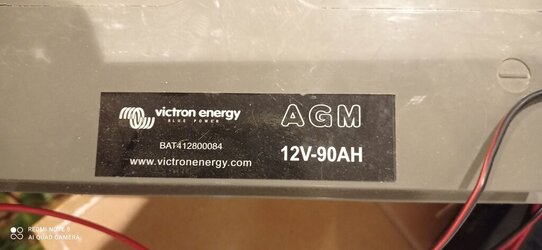 victron energy
BLUE POWER
AGM
BAT412800084
www.victronenergy.com
12V-90AH
REDMI NOTE 9
AI QUAD CAMERA